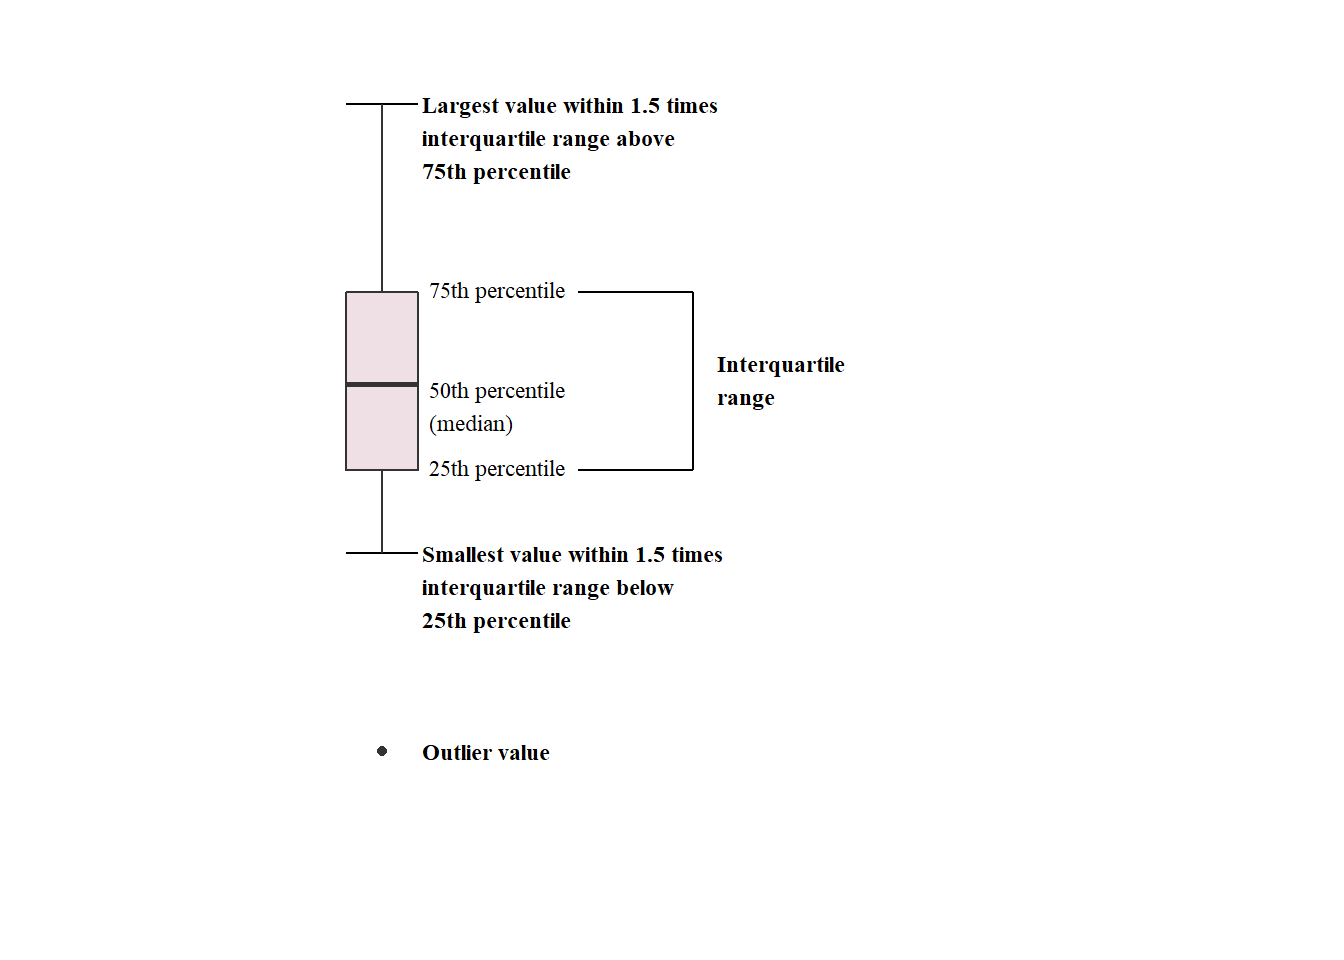 Largest value within 1.5 times
interquartile range above
75th percentile
75th percentile
Interquartile
range
50th percentile
(median)
25th percentile
Smallest value within 1.5 times
interquartile range below
25th percentile
Outlier value